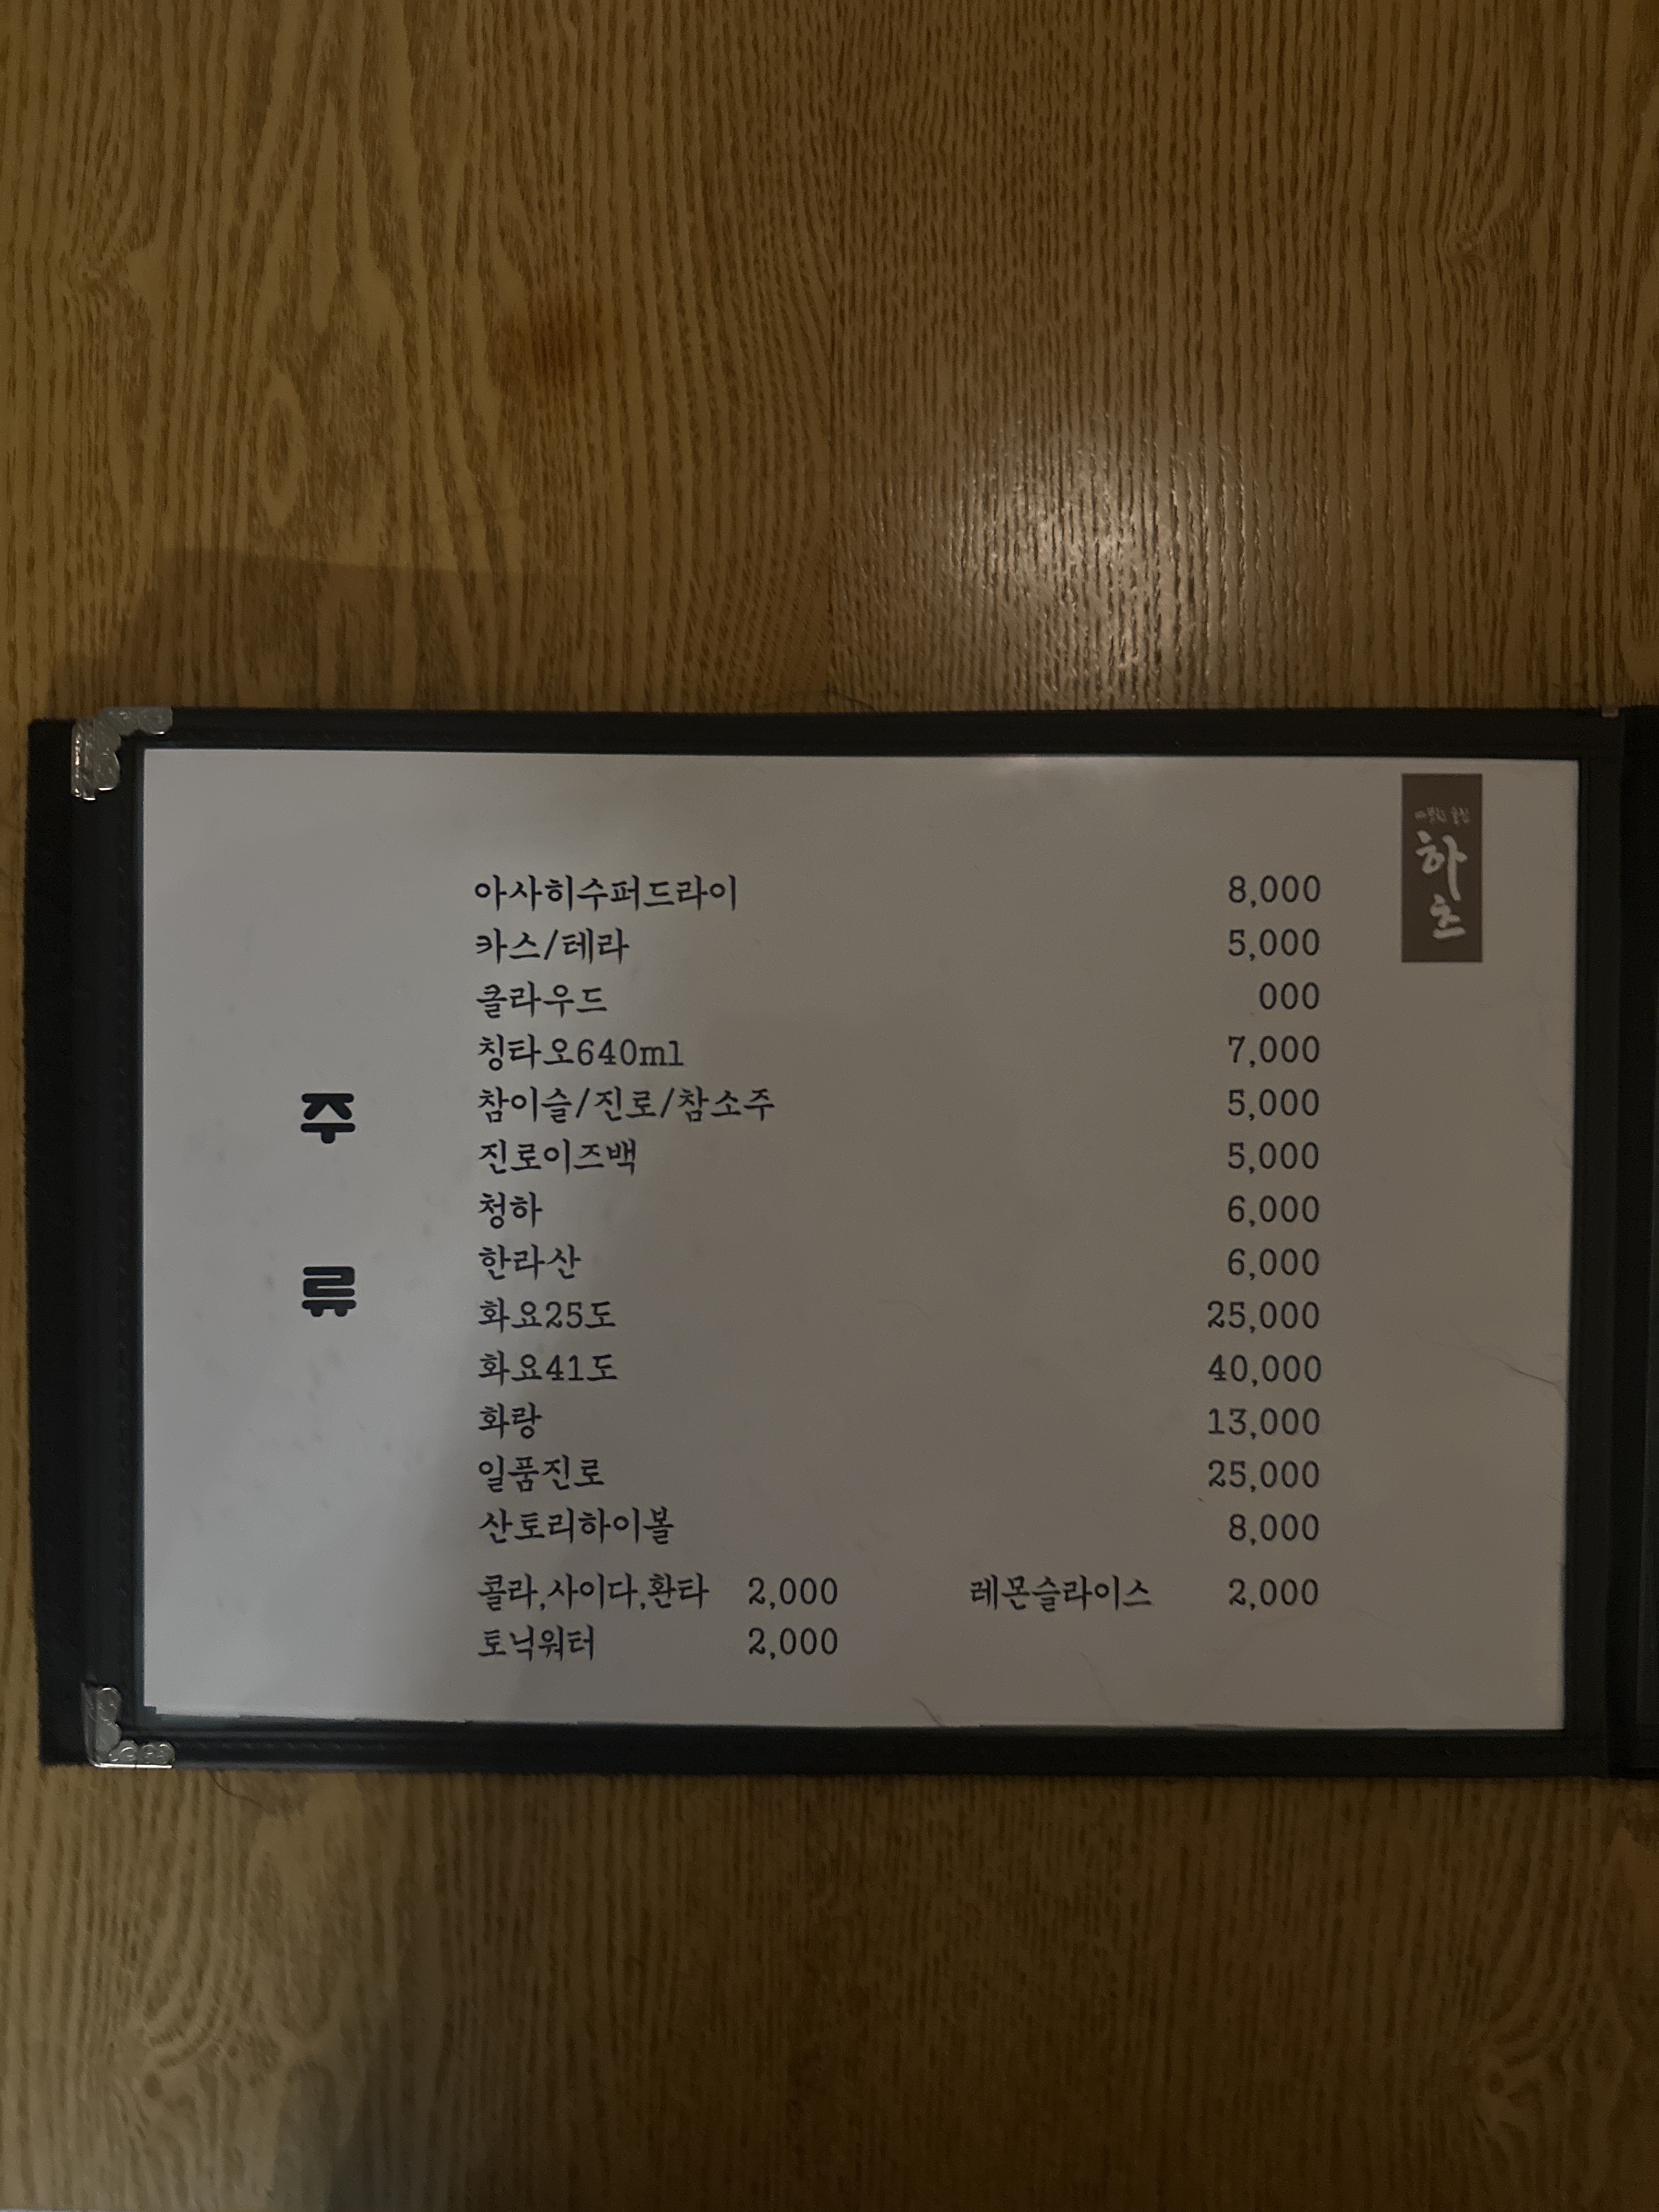 하츠
주류
아사히수퍼드라이 8,000
카스/테라 5,000
클라우드 000
칭타오640ml 7,000
참이슬/진로/참소주 5,000
진로이즈백 5,000
청하 6,000
한라산 6,000
화요25도 25,000
화요41도 40,000
화랑 13,000
일품진로 25,000
산토리하이볼 8,000
콜라,사이다,환타 2,000 레몬슬라이스 2,000
토닉워터 2,000